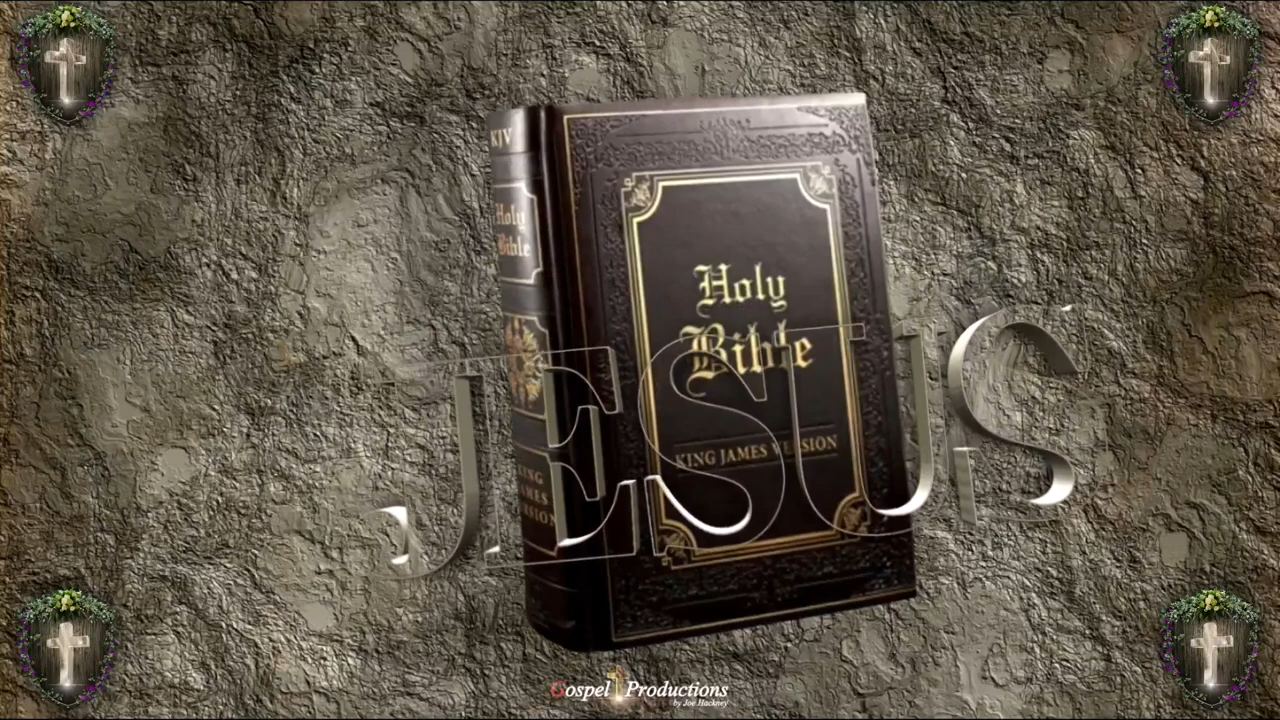 KJV
Holy
Bible
KING
JAMES
VERSION
Holy
Bible
KING JAMES VERSION
JESUS
Gospel Productions
by Joe Hackney